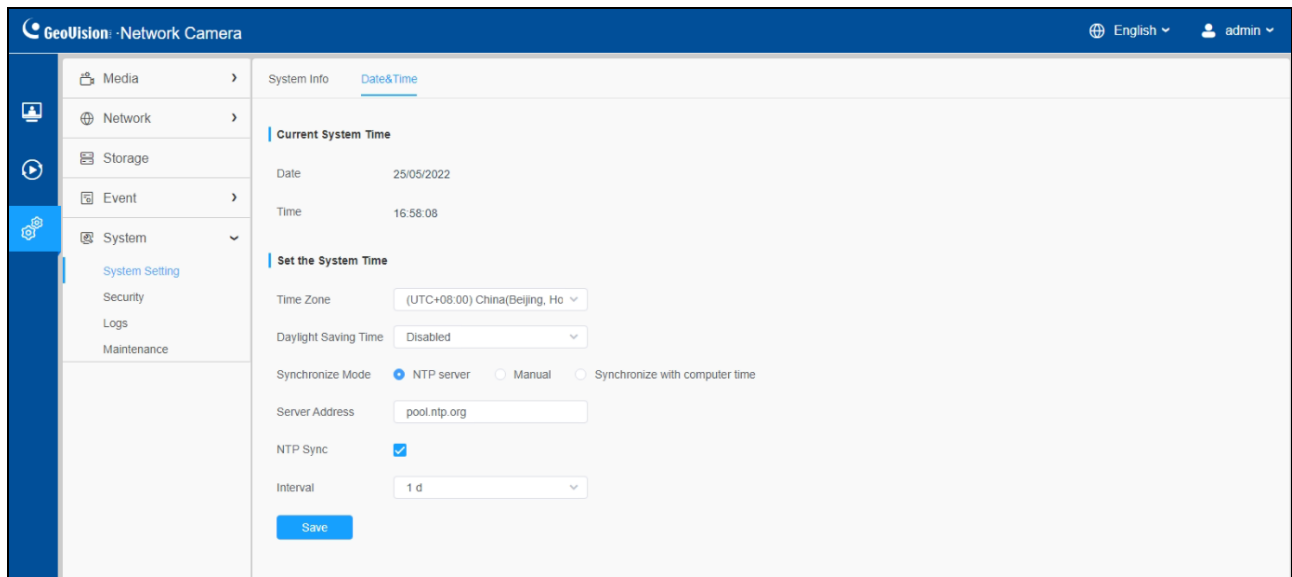 GeoVision Network Camera
English
admin
Media
Network
Storage
Event
System
System Setting
Security
Logs
Maintenance
System Info
Date&Time
Current System Time
Date 25/05/2022
Time 16:58:08
Set the System Time
Time Zone (UTC+08:00) China(Beijing, Ho
Daylight Saving Time Disabled
Synchronize Mode NTP server Manual Synchronize with computer time
Server Address pool.ntp.org
NTP Sync
Interval 1 d
Save